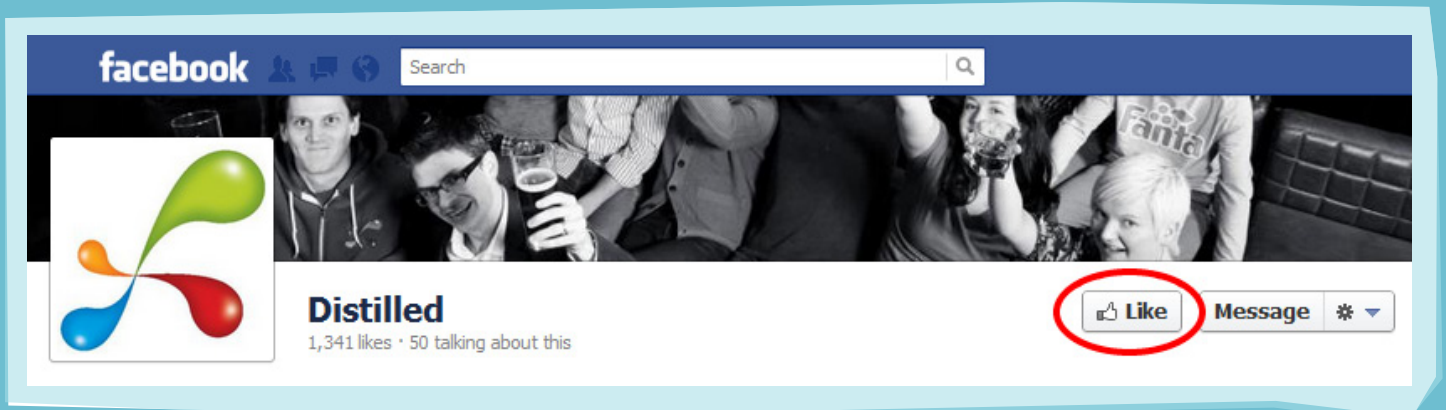 facebook
Search
Fanta
Distilled
1,341 likes · 50 talking about this
Like
Message